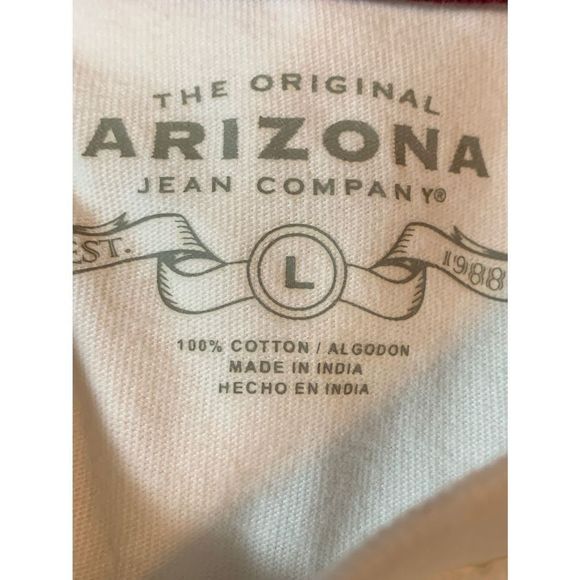 THE ORIGINAL
ARIZONA
JEAN COMPANY®
EST. L 1988
100% COTTON / ALGODON
MADE IN INDIA
HECHO EN INDIA